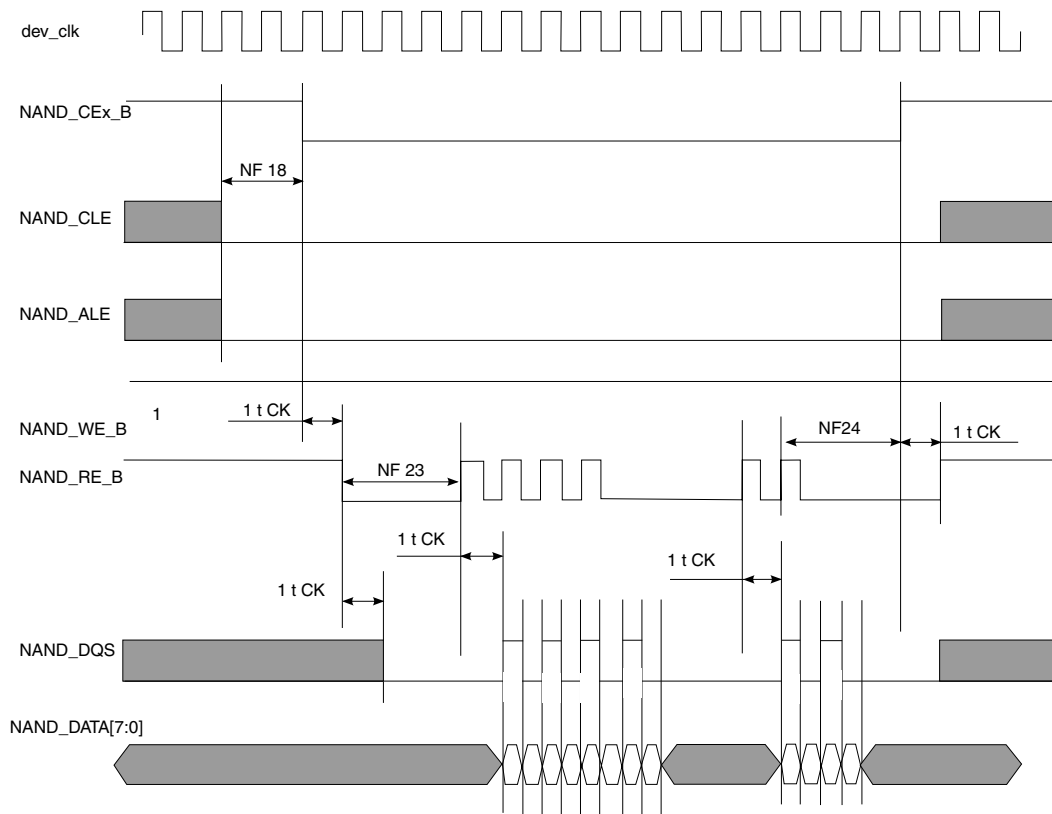 dev_clk
NAND_CEx_B
NF 18
NAND_CLE
NAND_ALE
1
1 t CK
NAND_WE_B
NF24
1 t CK
NF 23
NAND_RE_B
1 t CK
1 t CK
1 t CK
NAND_DQS
NAND_DATA[7:0]